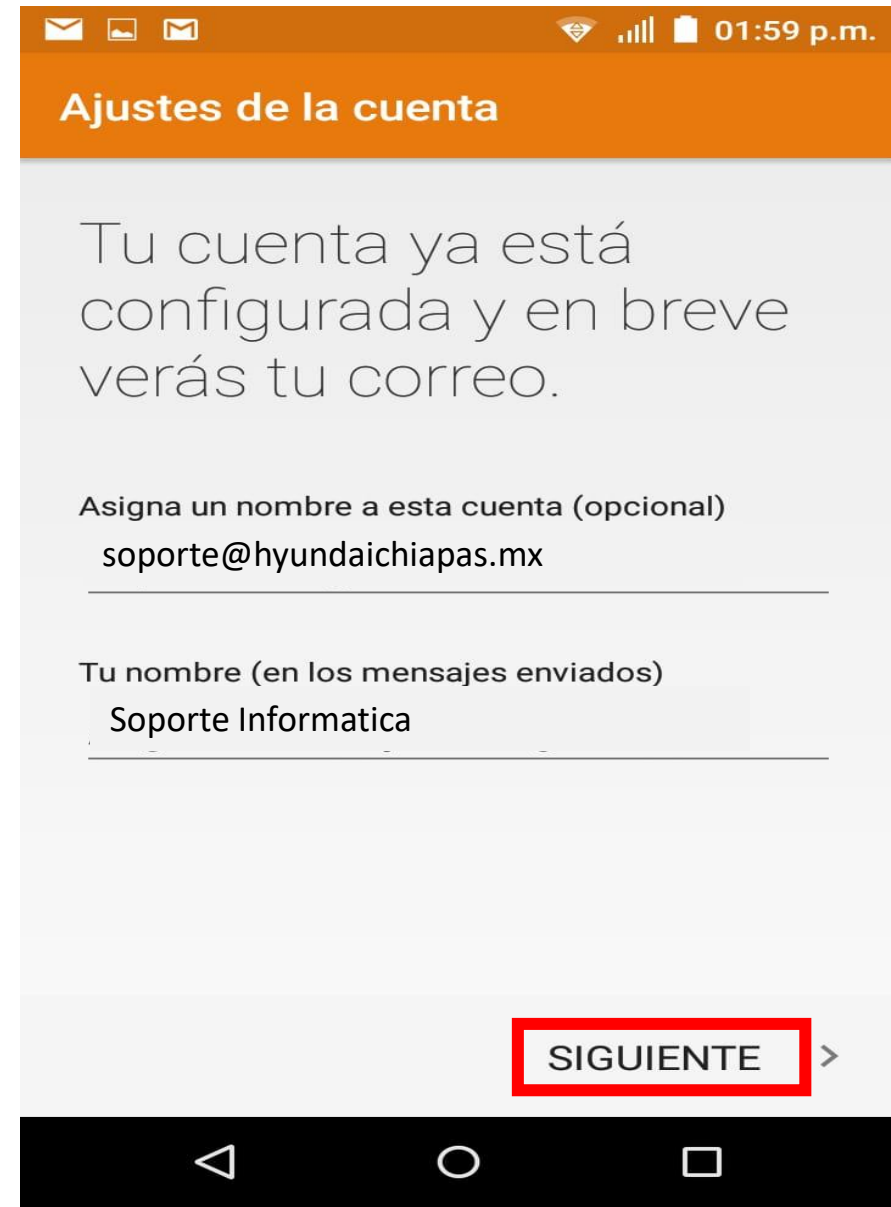 01:59 p.m.
Ajustes de la cuenta
Tu cuenta ya está
configurada y en breve
verás tu correo.
Asigna un nombre a esta cuenta (opcional)
soporte@hyundaichiapas.mx
Tu nombre (en los mensajes enviados)
Soporte Informatica
SIGUIENTE